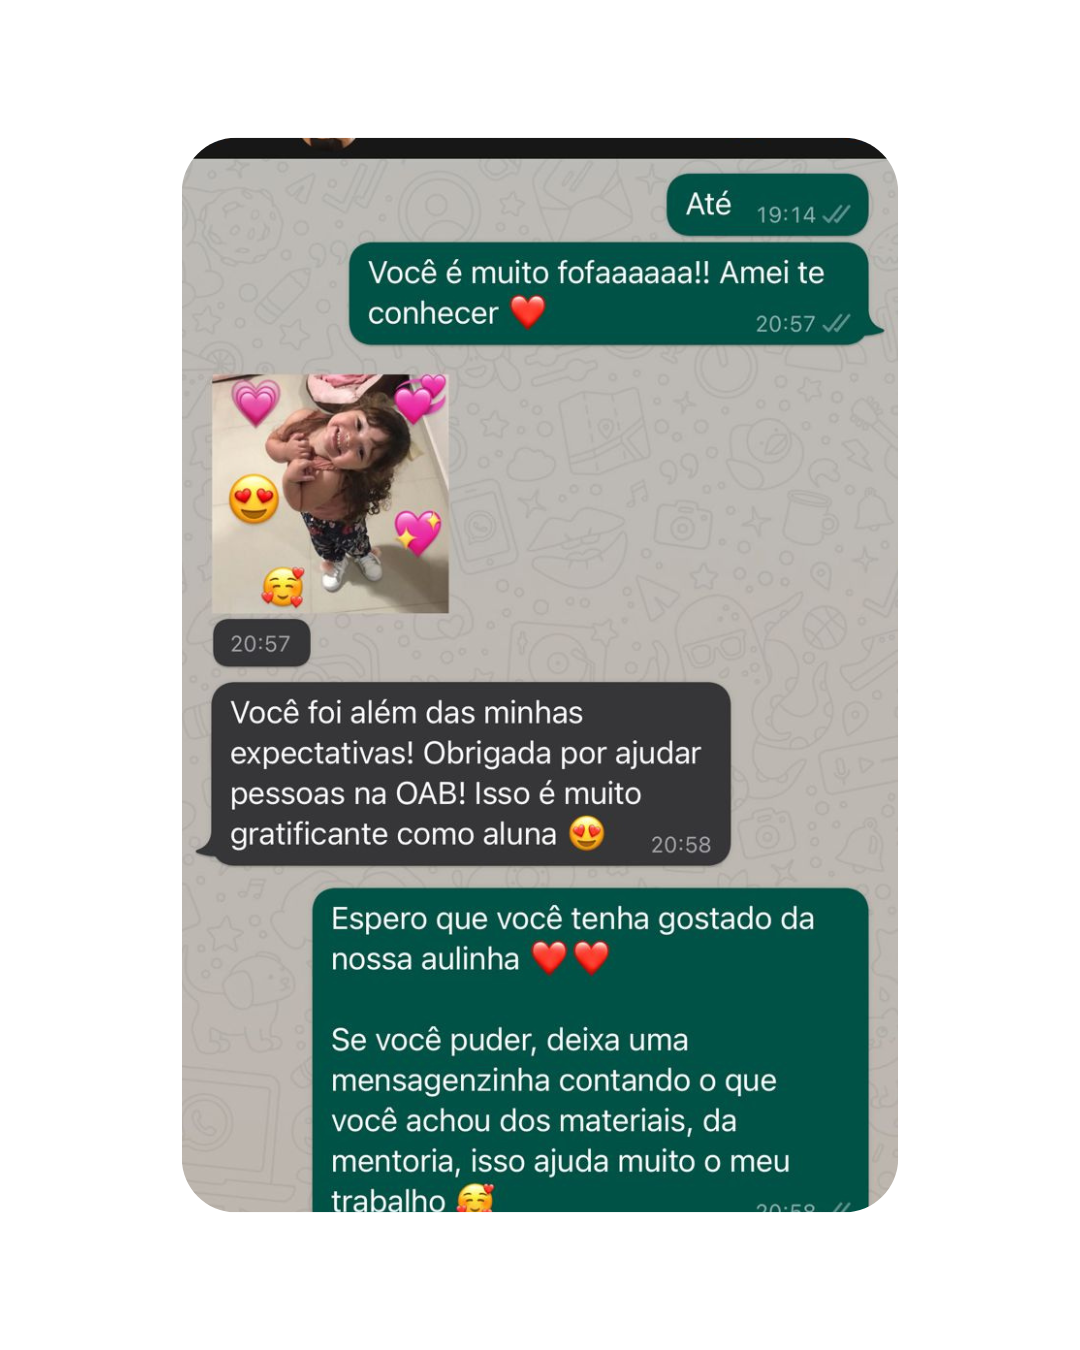 Até 19:14
Você é muito fofaaaaaa!! Amei te
conhecer ❤️ 20:57
20:57
Você foi além das minhas
expectativas! Obrigada por ajudar
pessoas na OAB! Isso é muito
gratificante como aluna 😍 20:58
Espero que você tenha gostado da
nossa aulinha ❤️❤️
Se você puder, deixa uma
mensagenzinha contando o que
você achou dos materiais, da
mentoria, isso ajuda muito o meu
trabalho 🥰 20:58